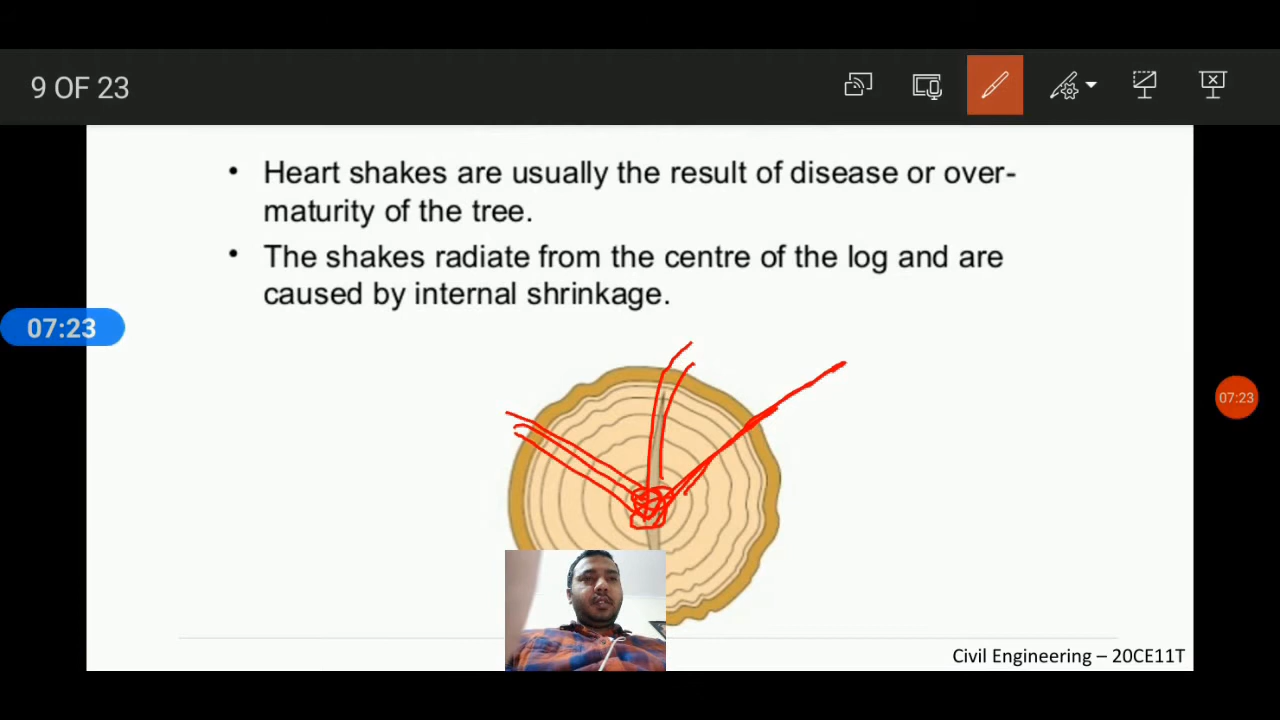 9 OF 23
• Heart shakes are usually the result of disease or over-
maturity of the tree.
• The shakes radiate from the centre of the log and are
caused by internal shrinkage.
07:23
07:23
Civil Engineering – 20CE11T